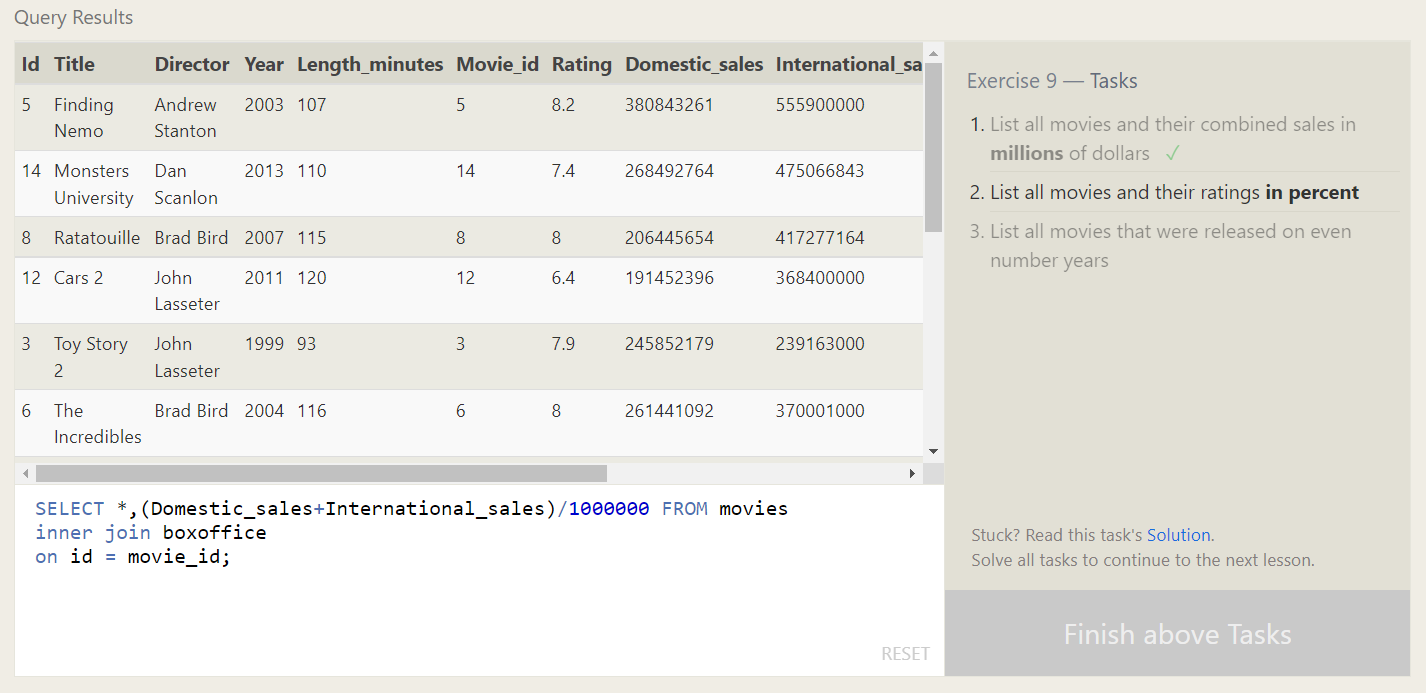 Query Results
Id Title Director Year Length_minutes Movie_id Rating Domestic_sales International_sa
5 Finding Nemo Andrew Stanton 2003 107 5 8.2 380843261 555900000
14 Monsters University Dan Scanlon 2013 110 14 7.4 268492764 475066843
8 Ratatouille Brad Bird 2007 115 8 8 206445654 417277164
12 Cars 2 John Lasseter 2011 120 12 6.4 191452396 368400000
3 Toy Story 2 John Lasseter 1999 93 3 7.9 245852179 239163000
6 The Incredibles Brad Bird 2004 116 6 8 261441092 370001000
SELECT *,(Domestic_sales+International_sales)/1000000 FROM movies
inner join boxoffice
on id = movie_id;
RESET
Exercise 9 — Tasks
1. List all movies and their combined sales in
millions of dollars ✓
2. List all movies and their ratings in percent
3. List all movies that were released on even
number years
Stuck? Read this task's Solution.
Solve all tasks to continue to the next lesson.
Finish above Tasks